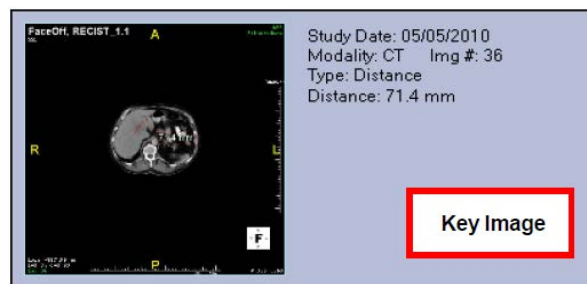 FaceOff, RECIST_1.1
A
R
L
F
P
Study Date: 05/05/2010
Modality: CT Img #: 36
Type: Distance
Distance: 71.4 mm
Key Image